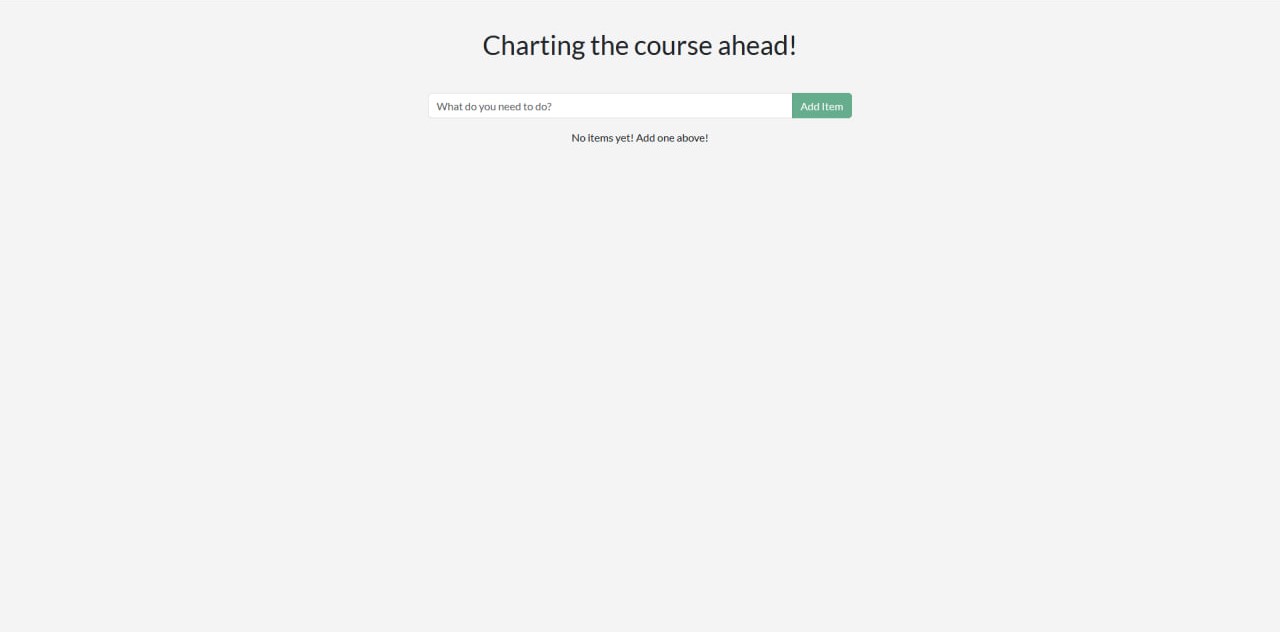 Charting the course ahead!
What do you need to do?
Add Item
No items yet! Add one above!